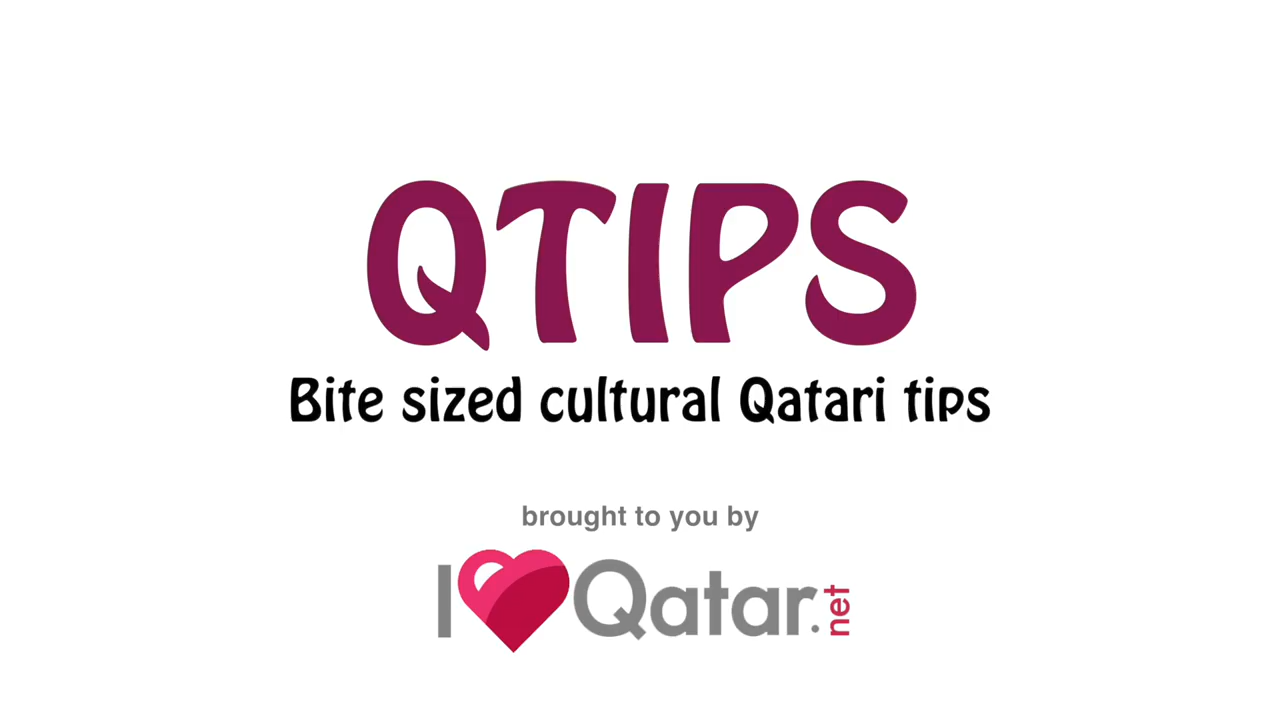 QTIPS
Bite sized cultural Qatari tips
brought to you by
I Qatar.net